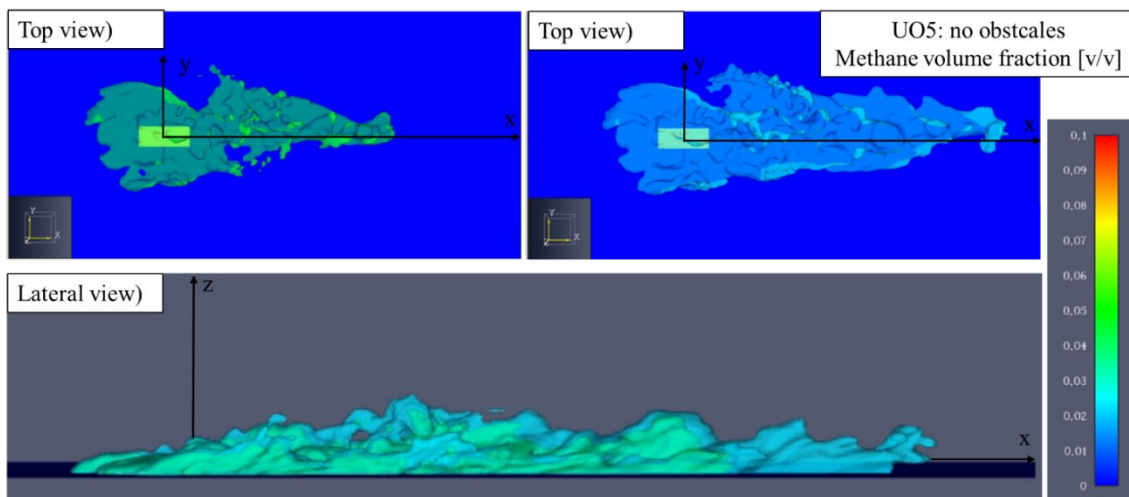 Top view)
y
x
Y
X
Z
Top view)
UO5: no obstcales
Methane volume fraction [v/v]
y
x
Y
X
Z
Lateral view)
z
x
0,1
0,09
0,08
0,07
0,06
0,05
0,04
0,03
0,02
0,01
0